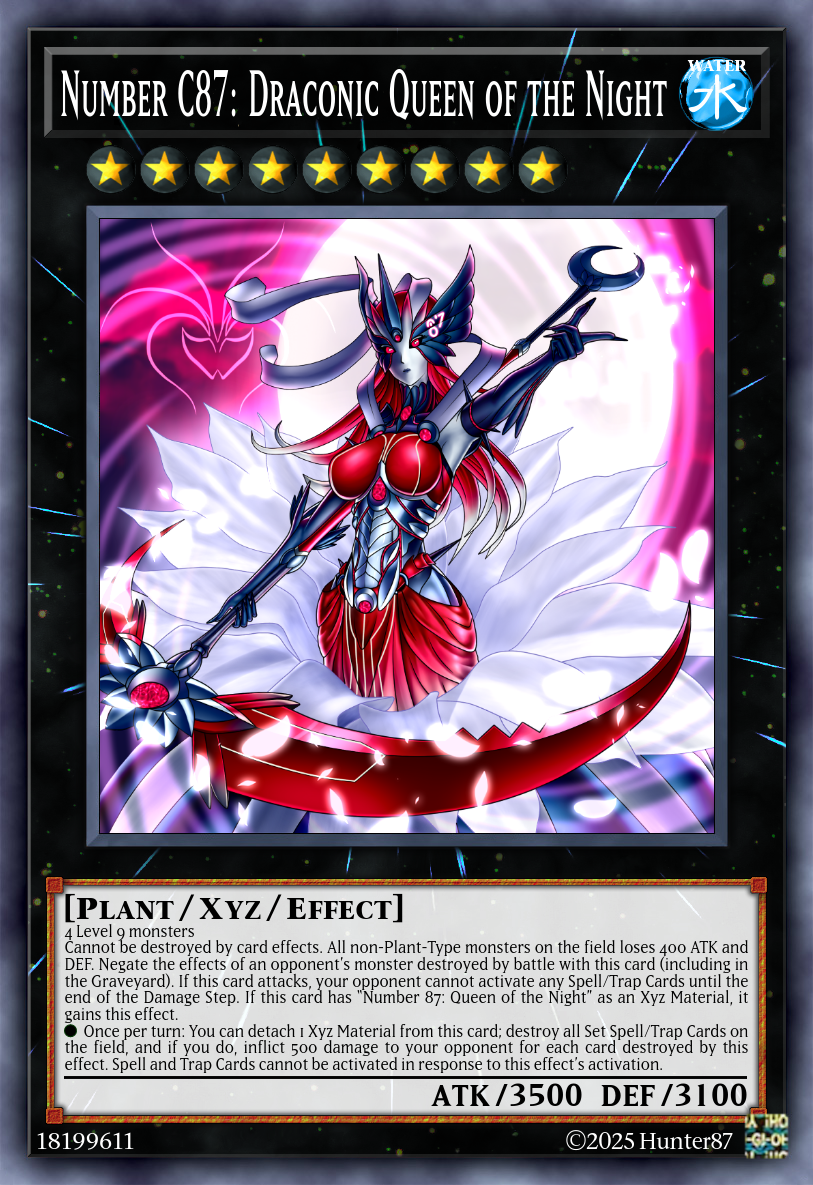 Number C87: Draconic Queen of the Night
WATER
水
87
[Plant / Xyz / Effect]
4 Level 9 monsters
Cannot be destroyed by card effects. All non-Plant-Type monsters on the field loses 400 ATK and
DEF. Negate the effects of an opponent's monster destroyed by battle with this card (including in
the Graveyard). If this card attacks, your opponent cannot activate any Spell/Trap Cards until the
end of the Damage Step. If this card has "Number 87: Queen of the Night" as an Xyz Material, it
gains this effect.
● Once per turn: You can detach 1 Xyz Material from this card; destroy all Set Spell/Trap Cards on
the field, and if you do, inflict 500 damage to your opponent for each card destroyed by this
effect. Spell and Trap Cards cannot be activated in response to this effect's activation.
ATK/3500 DEF/3100
18199611
©2025 Hunter87